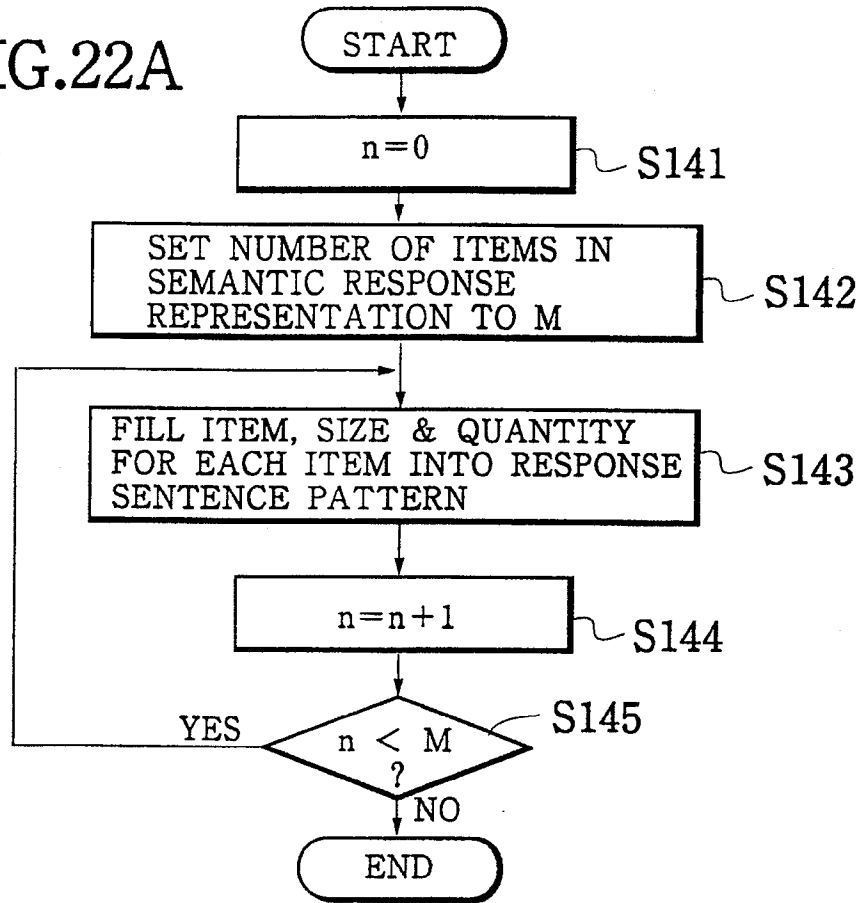 IG.22A
START
n=0
S141
SET NUMBER OF ITEMS IN
SEMANTIC RESPONSE
REPRESENTATION TO M
S142
FILL ITEM, SIZE & QUANTITY
FOR EACH ITEM INTO RESPONSE
SENTENCE PATTERN
S143
n=n+1
S144
n < M
?
S145
YES
NO
END